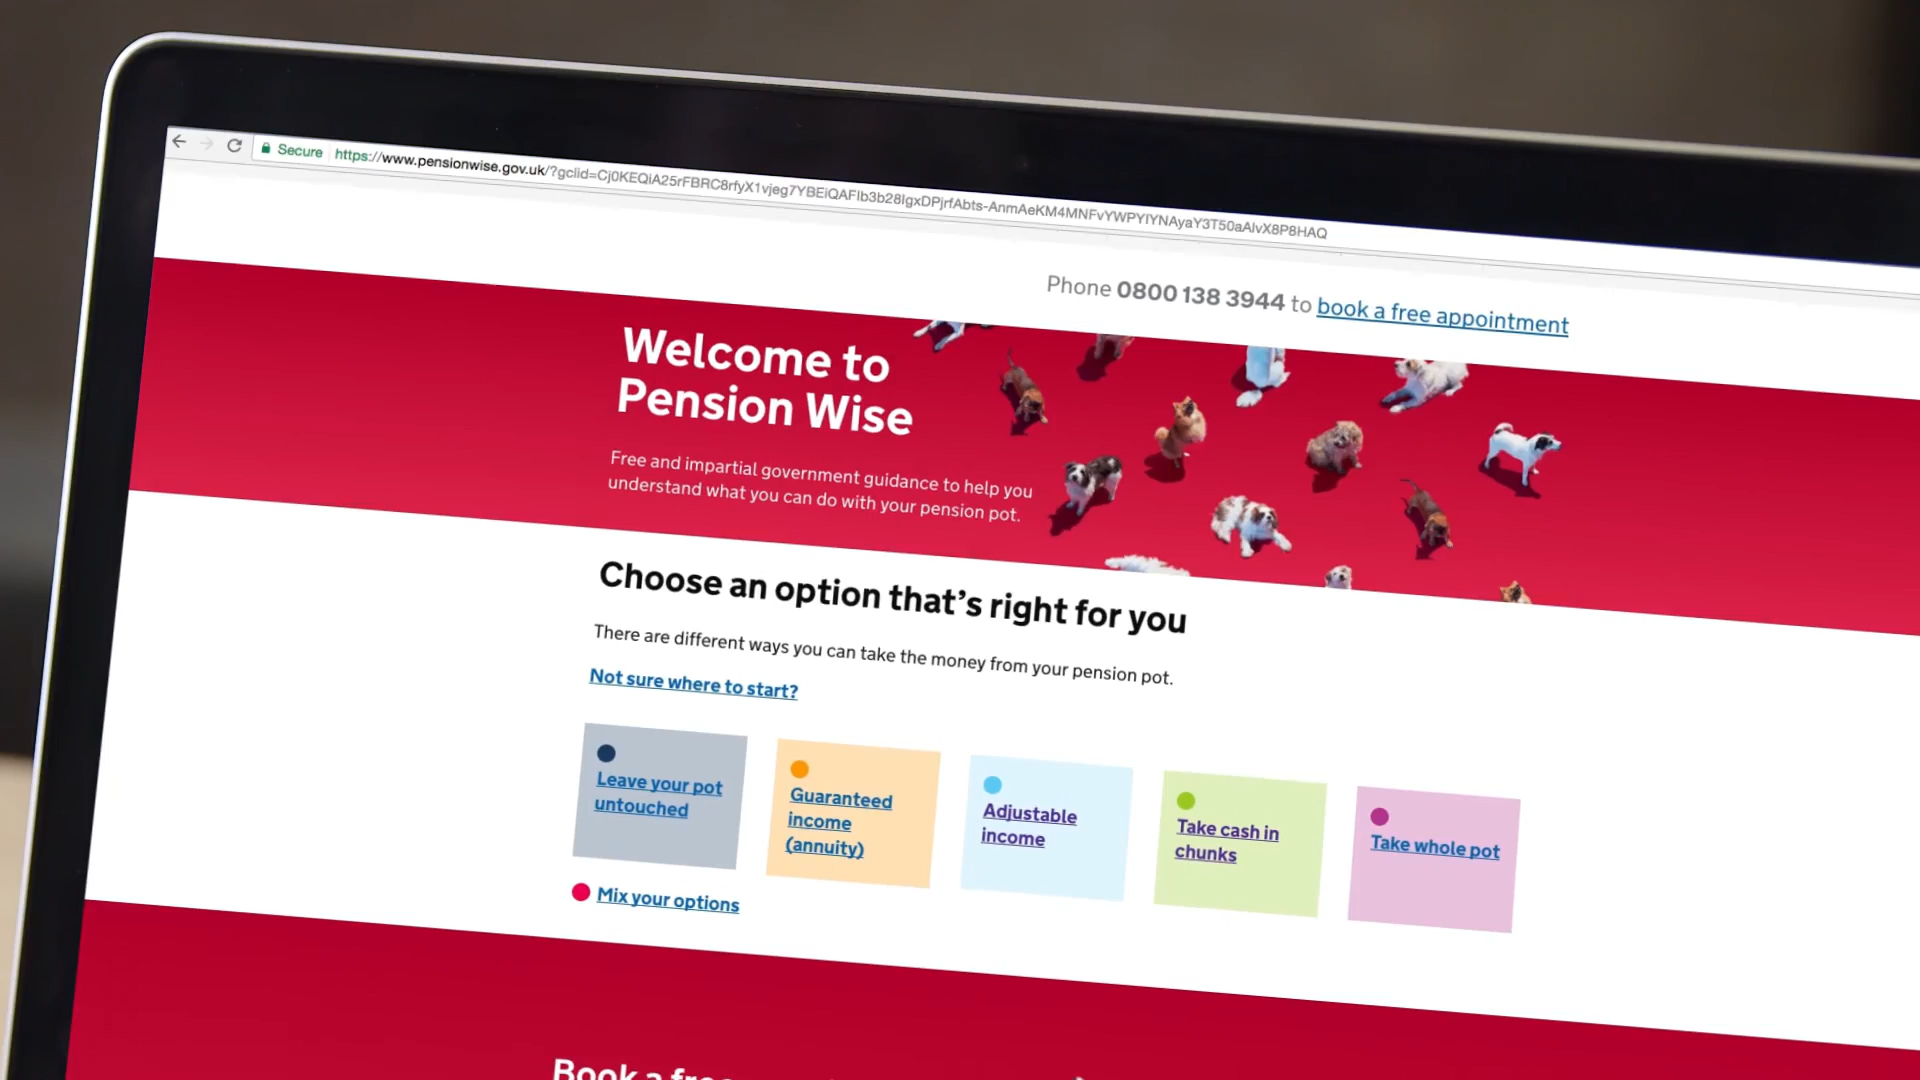 Secure https://www.pensionwise.gov.uk/?gclid=Cj0KEQiA25rFBRC8rfyX1vjeg7YBEiQAFIb3b28IgxDPjrfAbts-AnmAeKM4MNFvYWPYIYNAyaY3T50aAlvX8P8HAQ
Phone 0800 138 3944 to book a free appointment
Welcome to
Pension Wise
Free and impartial government guidance to help you
understand what you can do with your pension pot.
Choose an option that's right for you
There are different ways you can take the money from your pension pot.
Not sure where to start?
Leave your pot
untouched
Guaranteed
income
(annuity)
Adjustable
income
Take cash in
chunks
Take whole pot
Mix your options
Book a free